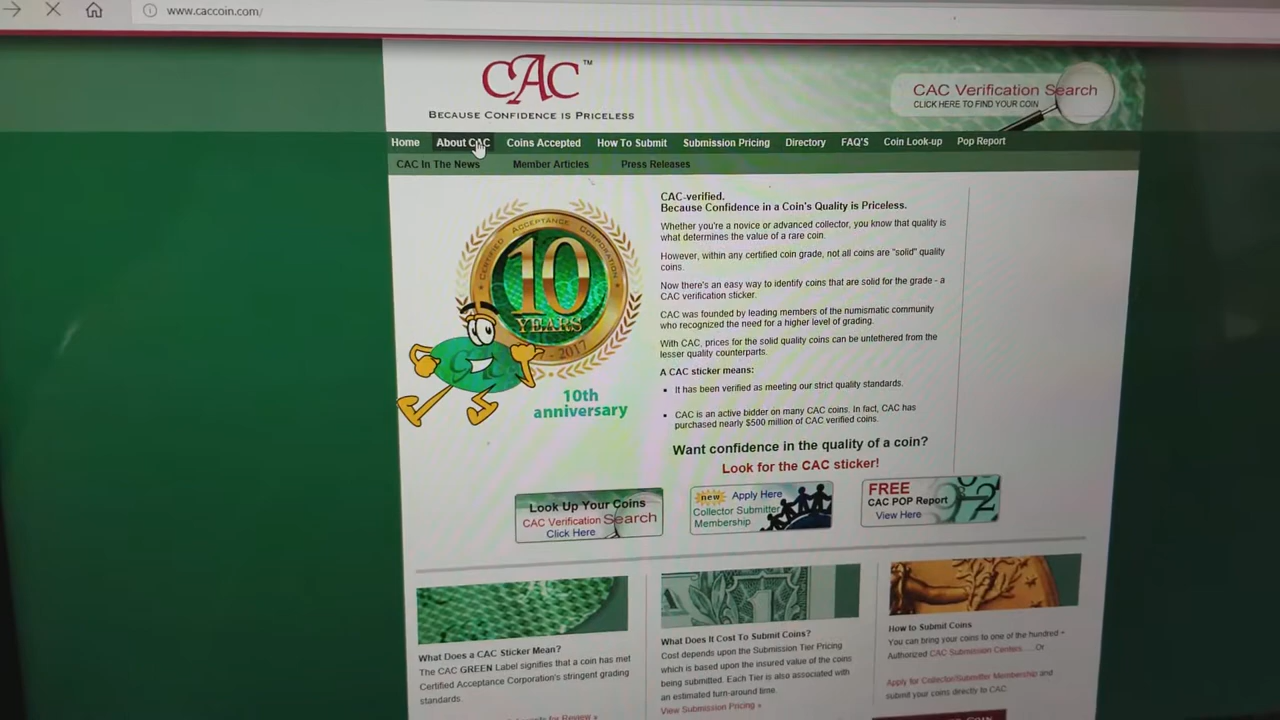 www.caccoin.com/
CAC™
BECAUSE CONFIDENCE IS PRICELESS
CAC Verification Search
CLICK HERE TO FIND YOUR COIN
Home About CAC Coins Accepted How To Submit Submission Pricing Directory FAQ'S Coin Look-up Pop Report
CAC In The News Member Articles Press Releases
CERTIFIED ACCEPTANCE CORPORATION
10
YEARS
2017
CAC
10th
anniversary
CAC-verified.
Because Confidence in a Coin's Quality is Priceless.
Whether you're a novice or advanced collector, you know that quality is
what determines the value of a rare coin.
However, within any certified coin grade, not all coins are "solid" quality
coins.
Now there's an easy way to identify coins that are solid for the grade - a
CAC verification sticker.
CAC was founded by leading members of the numismatic community
who recognized the need for a higher level of grading.
With CAC, prices for the solid quality coins can be untethered from the
lesser quality counterparts.
A CAC sticker means:
• It has been verified as meeting our strict quality standards.
• CAC is an active bidder on many CAC coins. In fact, CAC has
purchased nearly $500 million of CAC verified coins.
Want confidence in the quality of a coin?
Look for the CAC sticker!
Look Up Your Coins
CAC Verification Search
Click Here
new Apply Here
Collector Submitter
Membership
FREE
CAC POP Report
View Here
What Does a CAC Sticker Mean?
The CAC GREEN Label signifies that a coin has met
Certified Acceptance Corporation's stringent grading
standards.
for Review »
What Does It Cost To Submit Coins?
Cost depends upon the Submission Tier Pricing
which is based upon the insured value of the coins
being submitted. Each Tier is also associated with
an estimated turn-around time.
View Submission Pricing »
How to Submit Coins
You can bring your coins to one of the hundred +
Authorized CAC Submission Centers.....Or
Apply for Collector/Submitter Membership and
submit your coins directly to CAC.